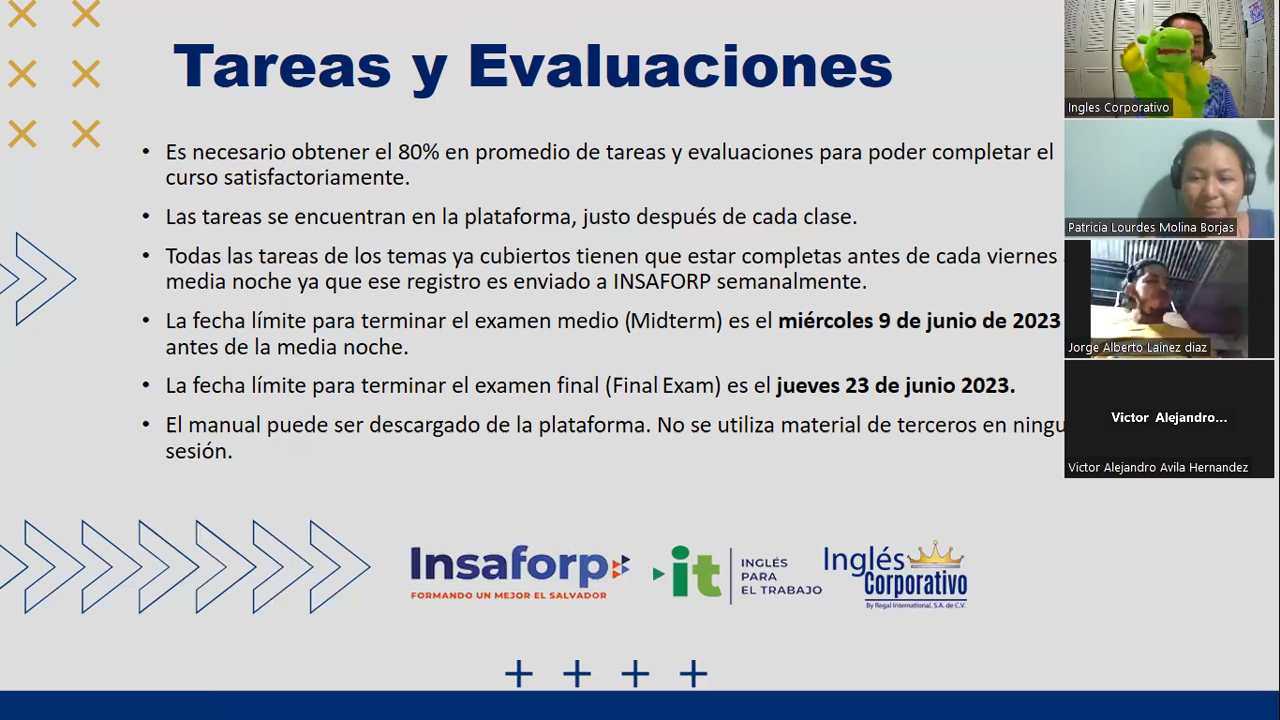 Tareas y Evaluaciones
• Es necesario obtener el 80% en promedio de tareas y evaluaciones para poder completar el
curso satisfactoriamente.
• Las tareas se encuentran en la plataforma, justo después de cada clase.
• Todas las tareas de los temas ya cubiertos tienen que estar completas antes de cada viernes
media noche ya que ese registro es enviado a INSAFORP semanalmente.
• La fecha límite para terminar el examen medio (Midterm) es el miércoles 9 de junio de 2023
antes de la media noche.
• La fecha límite para terminar el examen final (Final Exam) es el jueves 23 de junio 2023.
• El manual puede ser descargado de la plataforma. No se utiliza material de terceros en ningu
sesión.
Insaforp
FORMANDO UN MEJOR EL SALVADOR
it
INGLÉS
PARA
EL TRABAJO
Inglés
Corporativo
By Regal International, S.A. de C.V.
Ingles Corporativo
Patricia Lourdes Molina Borjas
Jorge Alberto Lainez diaz
Victor Alejandro...
Victor Alejandro Avila Hernandez